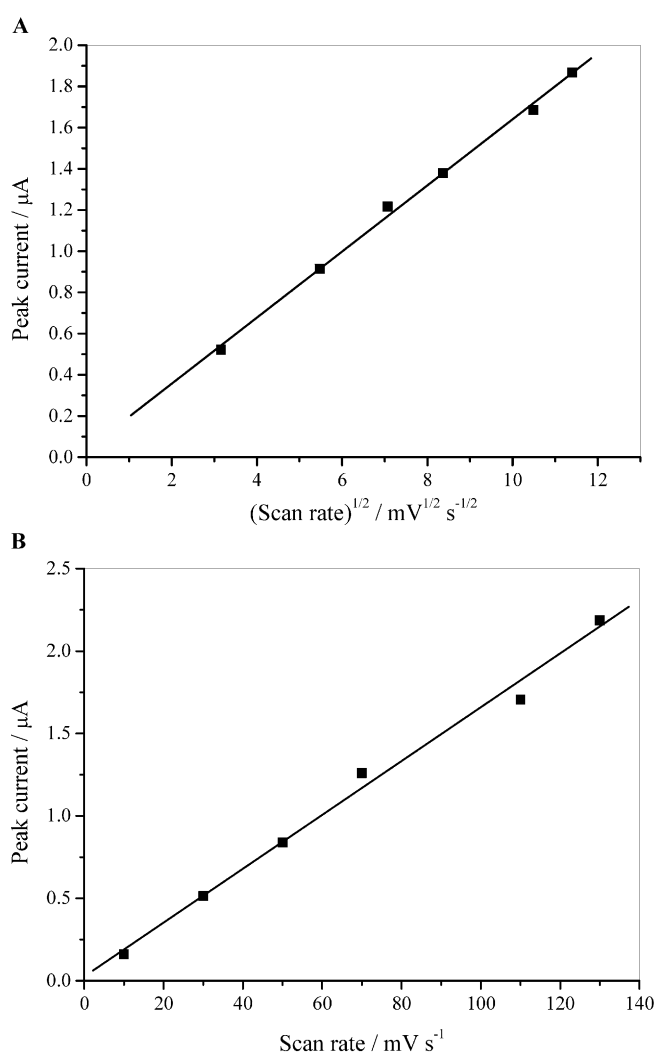 A
2.0
1.8
1.6
1.4
1.2
1.0
0.8
0.6
0.4
0.2
0.0
Peak current / μA
0 2 4 6 8 10 12
(Scan rate)^1/2 / mV^1/2 s^-1/2
B
2.5
2.0
1.5
1.0
0.5
0.0
Peak current / μA
0 20 40 60 80 100 120 140
Scan rate / mV s^-1